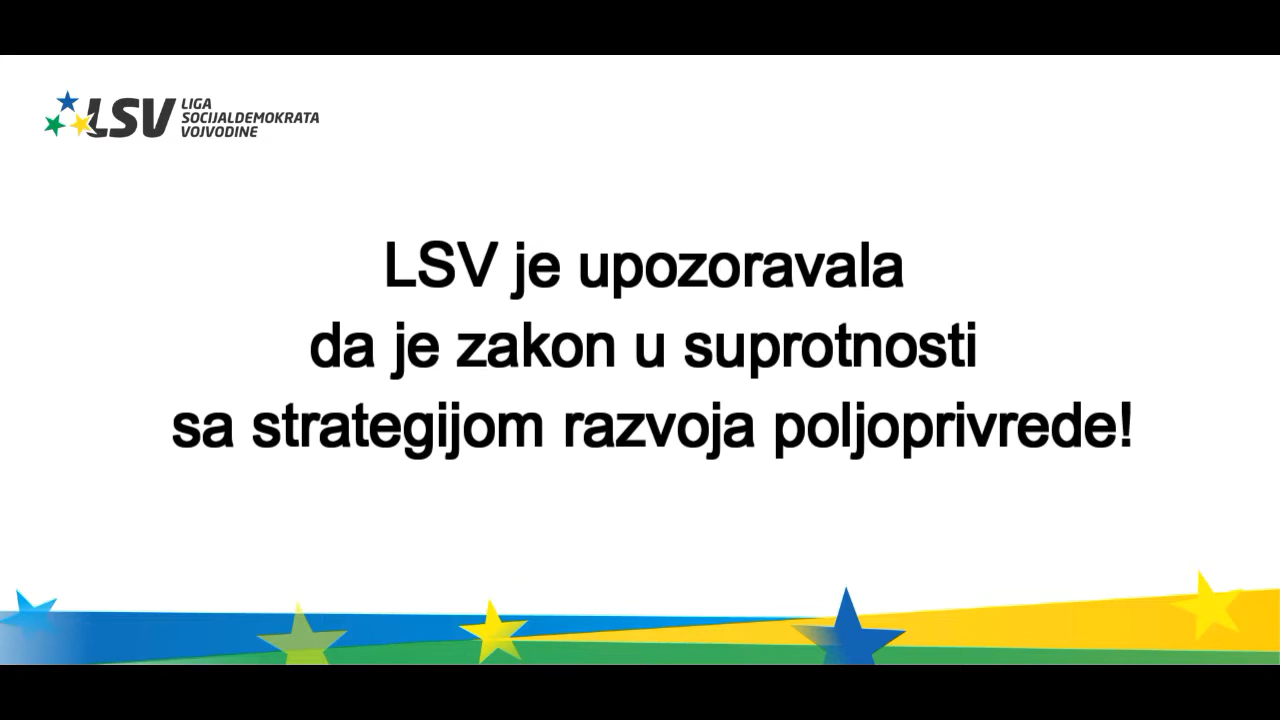 LSV
LIGA
SOCIJALDEMOKRATA
VOJVODINE
LSV je upozoravala
da je zakon u suprotnosti
sa strategijom razvoja poljoprivrede!